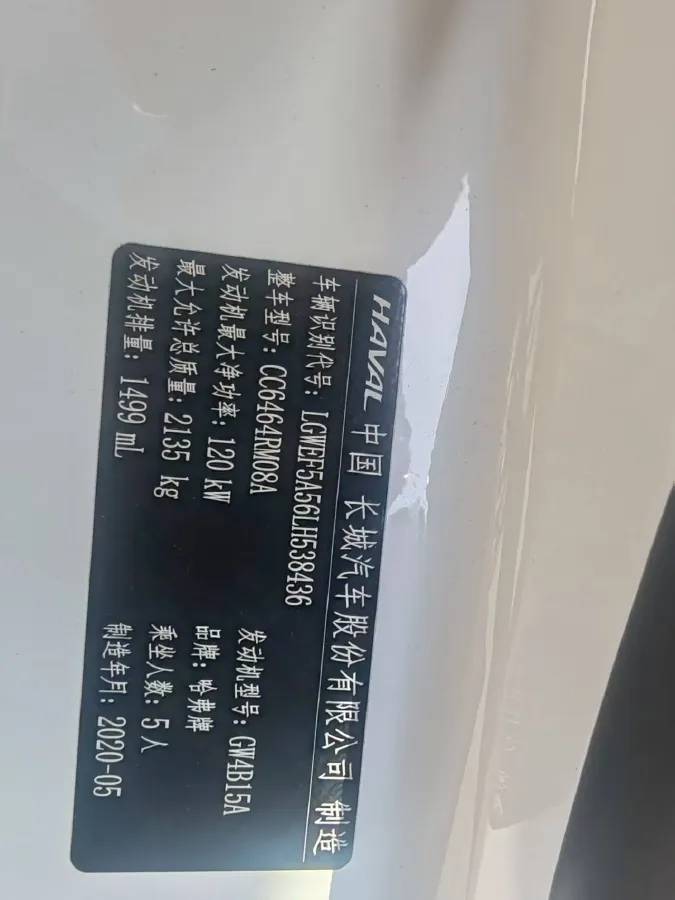 HAVAL 中国 长城汽车股份有限公司 制造
车辆识别代号: LGWEF5A56LH538436
整车型号: CC6464RM08A 发动机型号: GW4B15A
发动机最大净功率: 120 kW 品牌: 哈弗牌
最大允许总质量: 2135 kg 乘坐人数: 5人
发动机排量: 1499 mL 制造年月: 2020-05